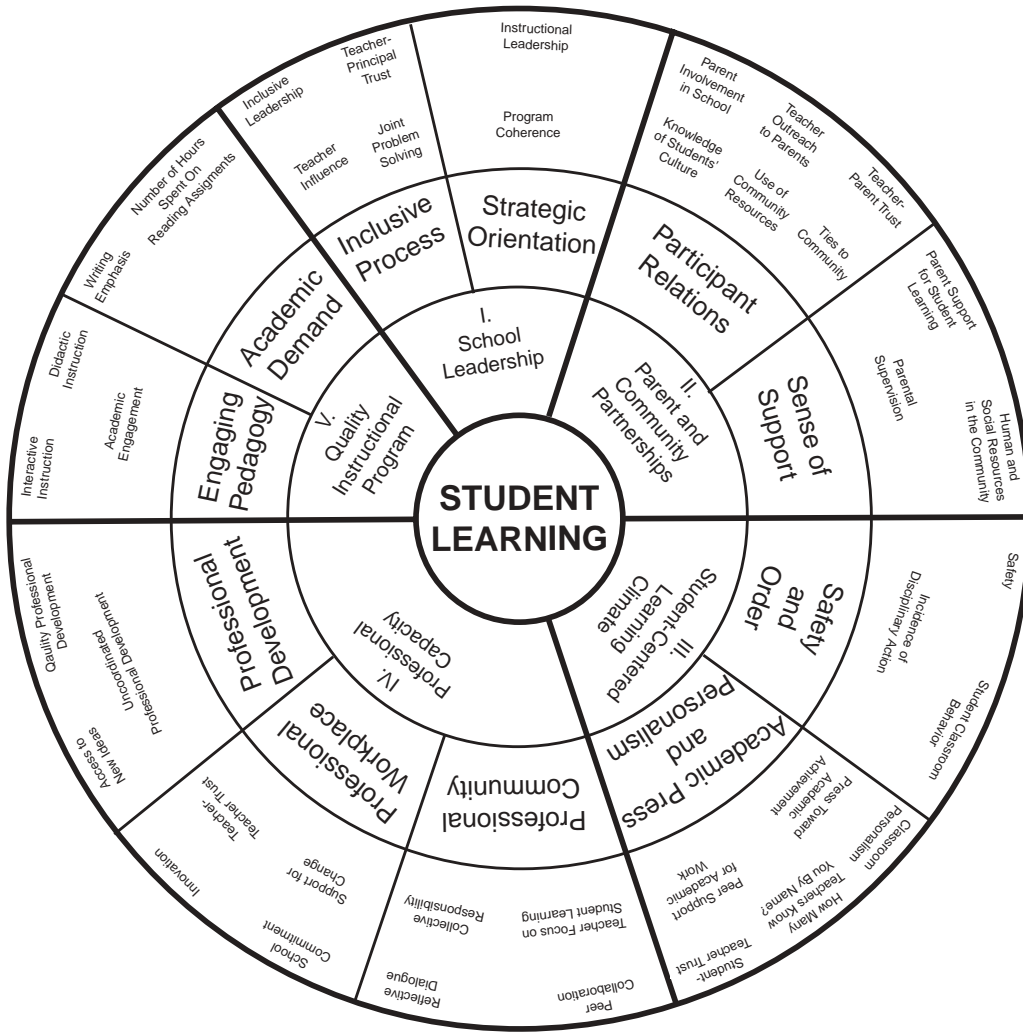 STUDENT
LEARNING
I.
School
Leadership
Inclusive
Process
Inclusive
Leadership
Teacher-
Principal
Trust
Teacher
Influence
Joint
Problem
Solving
Strategic
Orientation
Instructional
Leadership
Program
Coherence
II.
Parent and
Community
Partnerships
Participant
Relations
Parent
Involvement
in School
Teacher
Outreach
to Parents
Teacher-
Parent Trust
Knowledge
of Students'
Culture
Use of
Community
Resources
Ties to
Community
Sense of
Support
Parent Support
for Student
Learning
Parental
Supervision
Human and
Social Resources
in the Community
III.
Student-Centered
Learning
Climate
Safety
and
Order
Safety
Incidence of
Disciplinary Action
Student Classroom
Behavior
Academic Press
and
Personalism
Press Toward
Academic
Achievement
Classroom
Personalism
How Many
Teachers Know
You By Name?
Peer Support
for Academic
Work
Student-
Teacher Trust
IV.
Professional
Capacity
Professional
Community
Teacher Focus on
Student Learning
Peer
Collaboration
Collective
Responsibility
Reflective
Dialogue
Professional
Workplace
Teacher-
Teacher Trust
Support for
Change
Innovation
School
Commitment
Professional
Development
Qaulity Professional
Development
Uncoordinated
Professional Development
Access to
New Ideas
V.
Quality
Instructional
Program
Engaging
Pedagogy
Didactic
Instruction
Academic
Engagement
Interactive
Instruction
Academic
Demand
Number of Hours
Spent On
Reading Assigments
Writing
Emphasis